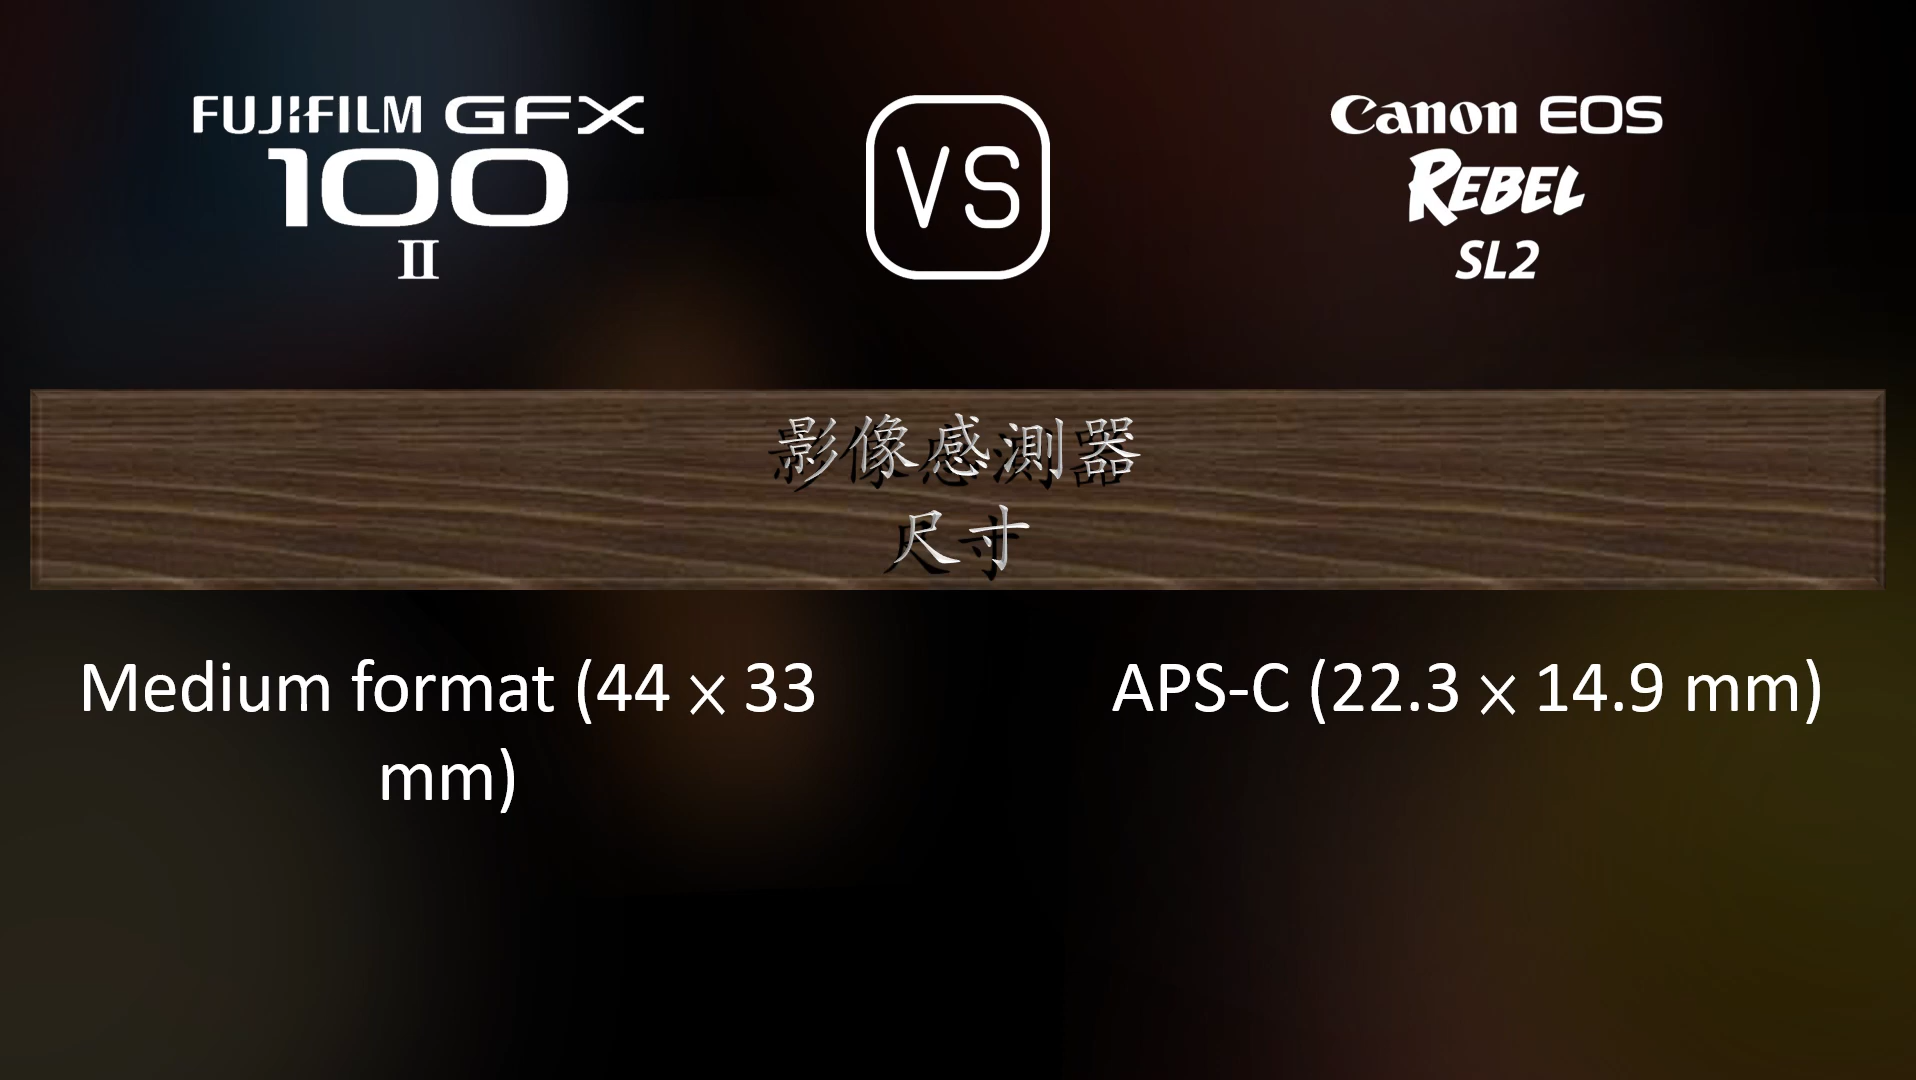 FUJIFILM GFX
100
II
VS
Canon EOS
REBEL
SL2
影像感測器
尺寸
Medium format (44 x 33
mm)
APS-C (22.3 x 14.9 mm)